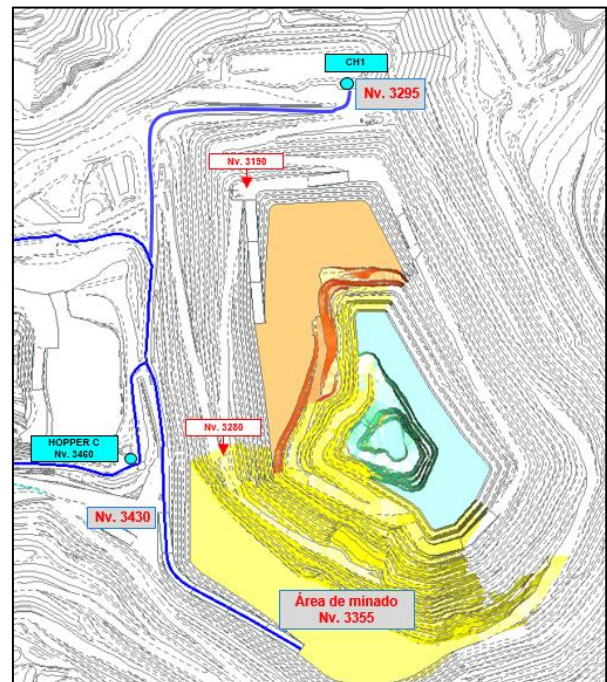 CH1
Nv. 3295
Nv. 3190
Nv. 3280
HOPPER C
Nv. 3460
Nv. 3430
Área de minado
Nv. 3355